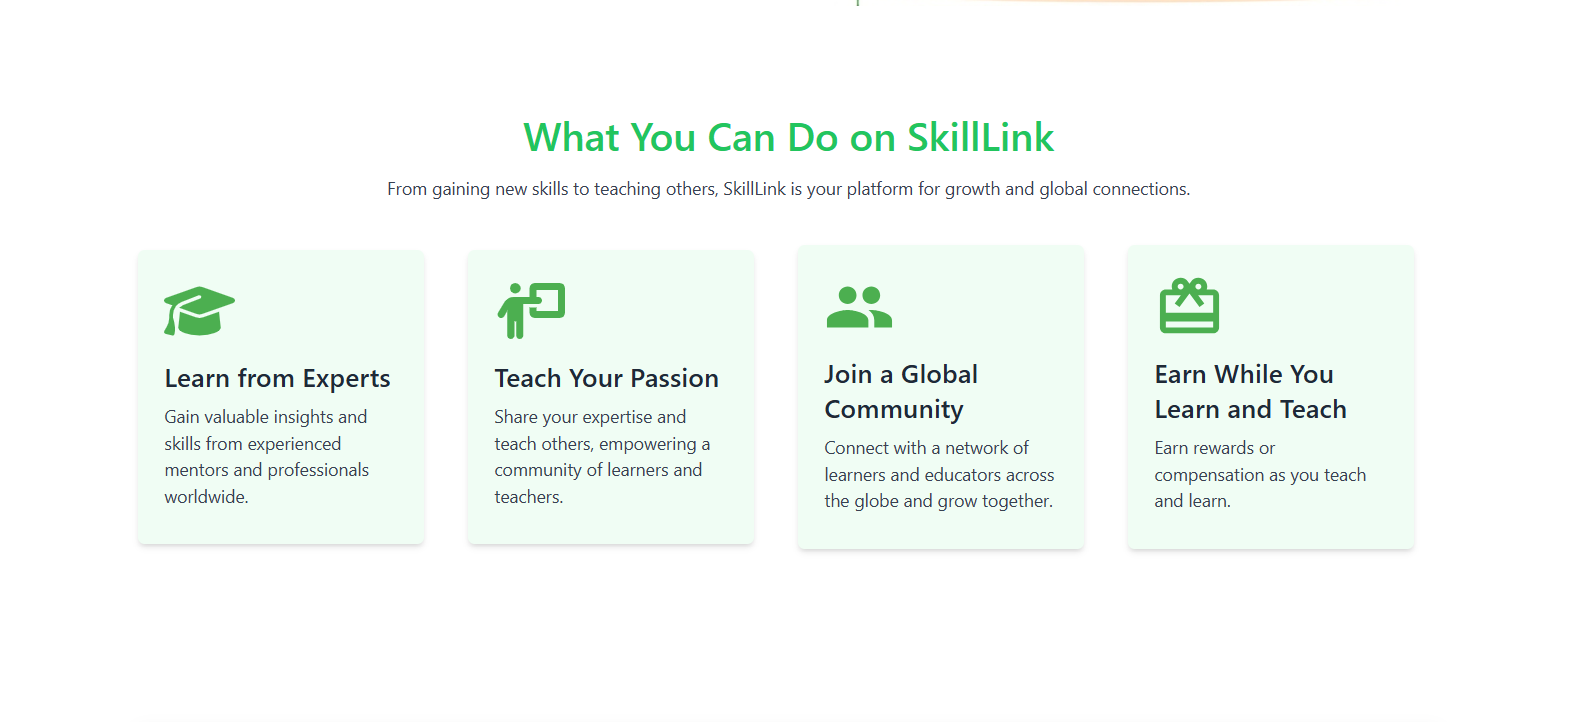 What You Can Do on SkillLink
From gaining new skills to teaching others, SkillLink is your platform for growth and global connections.
Learn from Experts
Gain valuable insights and
skills from experienced
mentors and professionals
worldwide.
Teach Your Passion
Share your expertise and
teach others, empowering a
community of learners and
teachers.
Join a Global
Community
Connect with a network of
learners and educators across
the globe and grow together.
Earn While You
Learn and Teach
Earn rewards or
compensation as you teach
and learn.